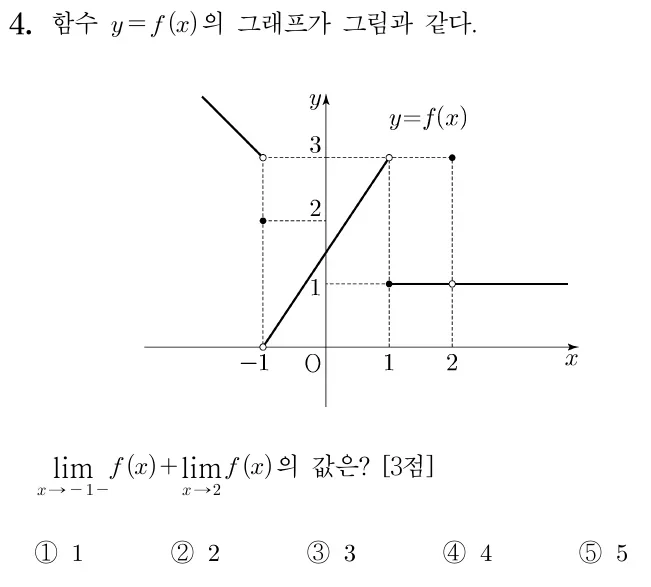 4. 함수 y=f(x)의 그래프가 그림과 같다.
y
y=f(x)
3
2
1
−1 O 1 2 x
lim f(x)+lim f(x)의 값은? [3점]
x→−1− x→2
① 1 ② 2 ③ 3 ④ 4 ⑤ 5